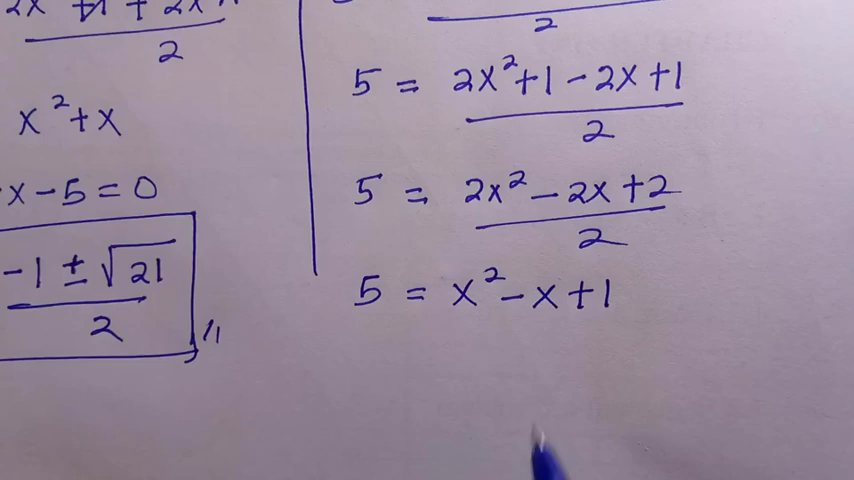 2
x² + x
x - 5 = 0
-1 ± √21
2
2
5 = 2x² + 1 - 2x + 1
2
5 = 2x² - 2x + 2
2
5 = x² - x + 1